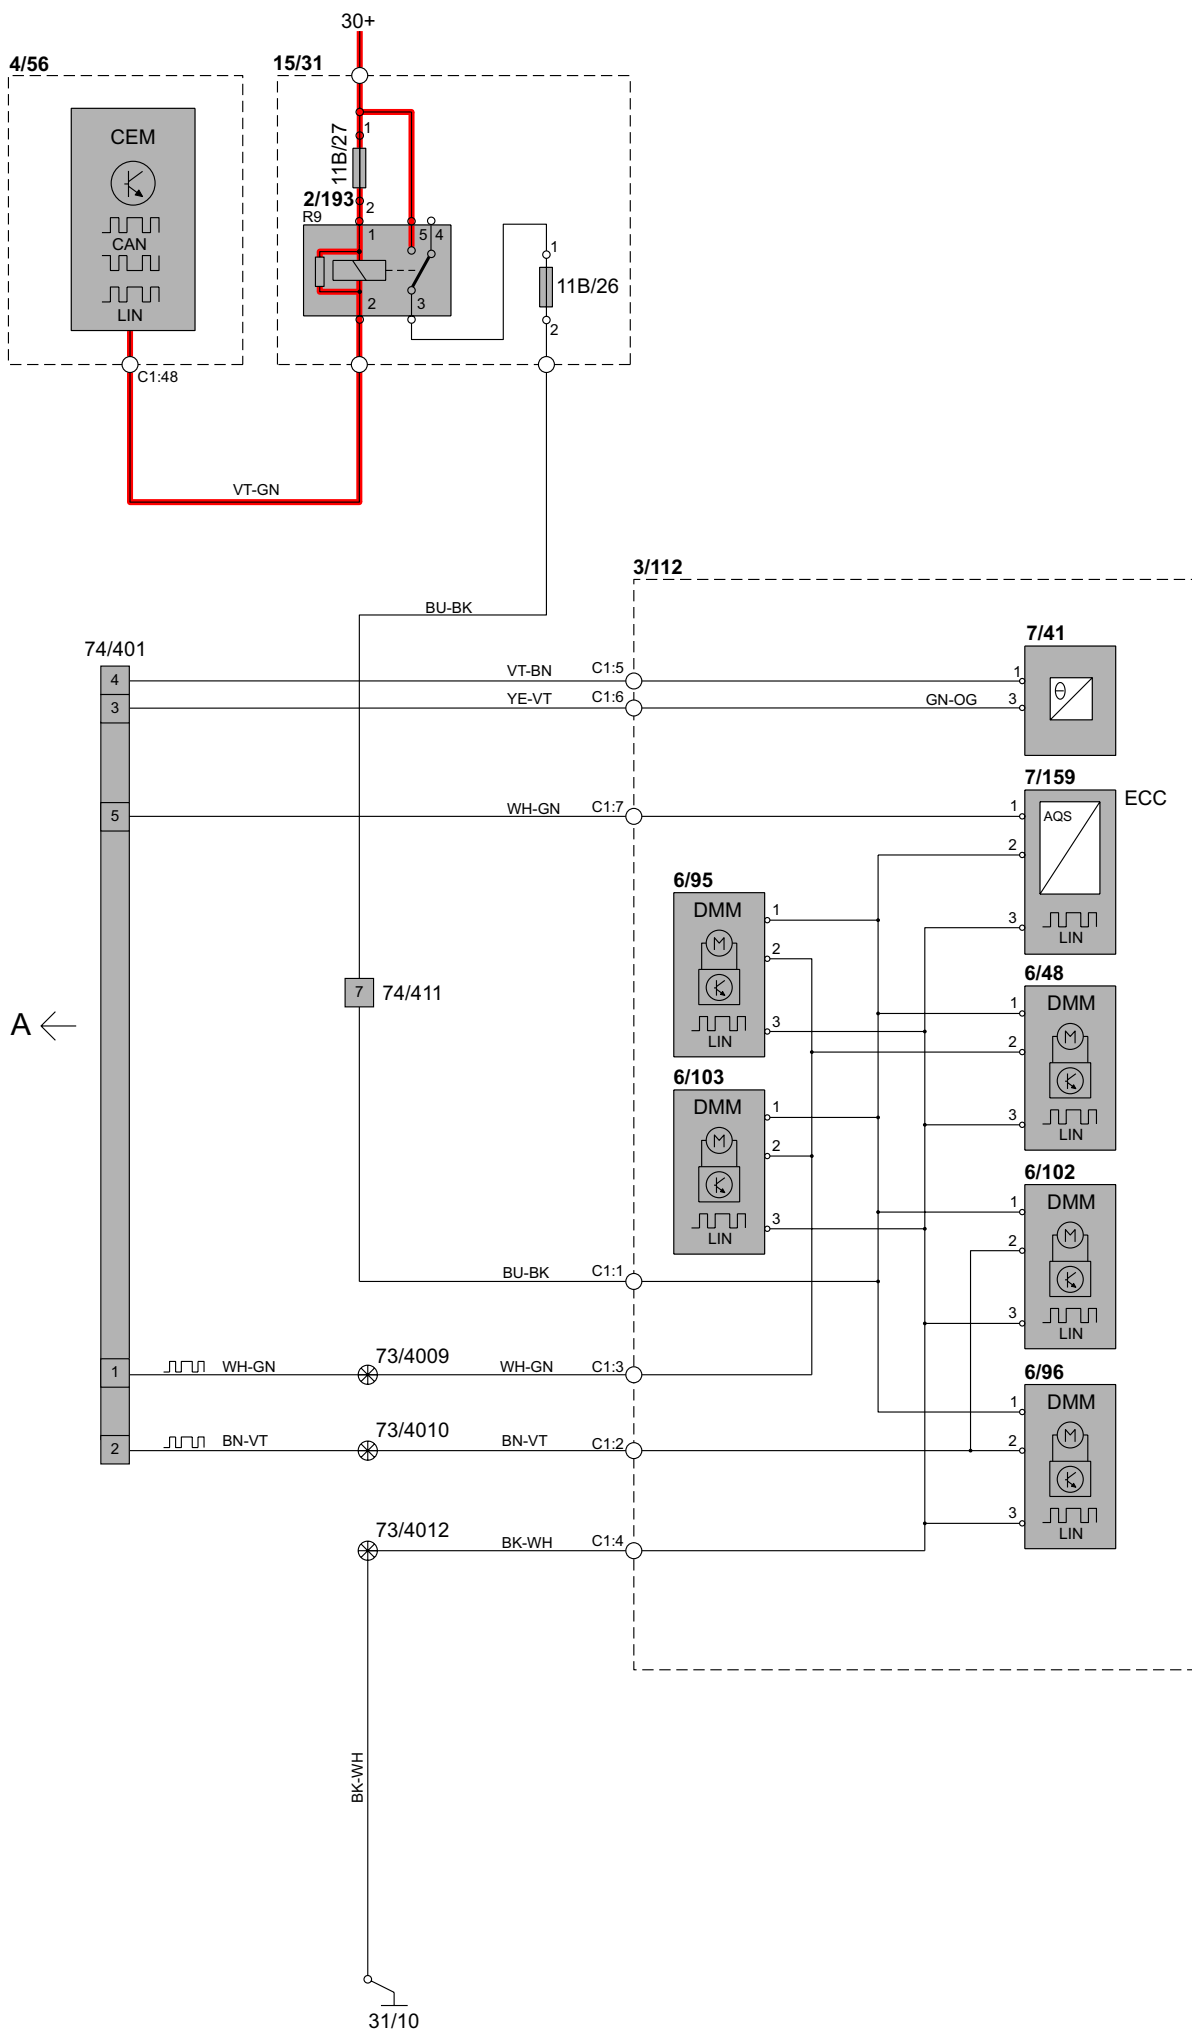 30+
4/56
15/31
CEM
CAN
LIN
C1:48
1
11B/27
2/193
2
R9
1
5
4
2
3
1
11B/26
2
VT-GN
BU-BK
3/112
74/401
4
VT-BN
C1:5
7/41
1
θ
3
YE-VT
C1:6
GN-OG
3
5
WH-GN
C1:7
7/159
ECC
1
AQS
2
3
LIN
6/95
DMM
1
M
2
3
LIN
6/48
DMM
1
M
2
3
LIN
7
74/411
A
6/103
DMM
1
M
2
3
LIN
6/102
DMM
1
M
2
3
LIN
BU-BK
C1:1
1
WH-GN
73/4009
WH-GN
C1:3
6/96
DMM
1
M
2
3
LIN
2
BN-VT
73/4010
BN-VT
C1:2
73/4012
BK-WH
C1:4
BK-WH
31/10